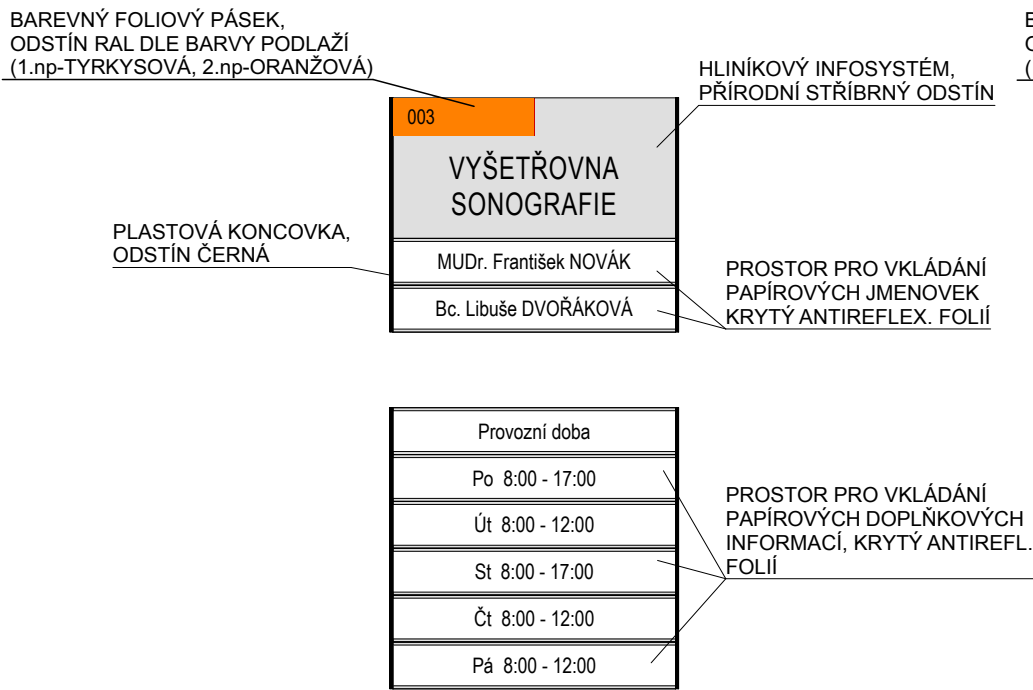 BAREVNÝ FOLIOVÝ PÁSEK,
ODSTÍN RAL DLE BARVY PODLAŽÍ
(1.np-TYRKYSOVÁ, 2.np-ORANŽOVÁ)
HLINÍKOVÝ INFOSYSTÉM,
PŘÍRODNÍ STŘÍBRNÝ ODSTÍN
003
VYŠETŘOVNA
SONOGRAFIE
PLASTOVÁ KONCOVKA,
ODSTÍN ČERNÁ
MUDr. František NOVÁK
Bc. Libuše DVOŘÁKOVÁ
PROSTOR PRO VKLÁDÁNÍ
PAPÍROVÝCH JMENOVEK
KRYTÝ ANTIREFLEX. FOLIÍ
Provozní doba
Po 8:00 - 17:00
Út 8:00 - 12:00
St 8:00 - 17:00
Čt 8:00 - 12:00
Pá 8:00 - 12:00
PROSTOR PRO VKLÁDÁNÍ
PAPÍROVÝCH DOPLŇKOVÝCH
INFORMACÍ, KRYTÝ ANTIREFL.
FOLIÍ